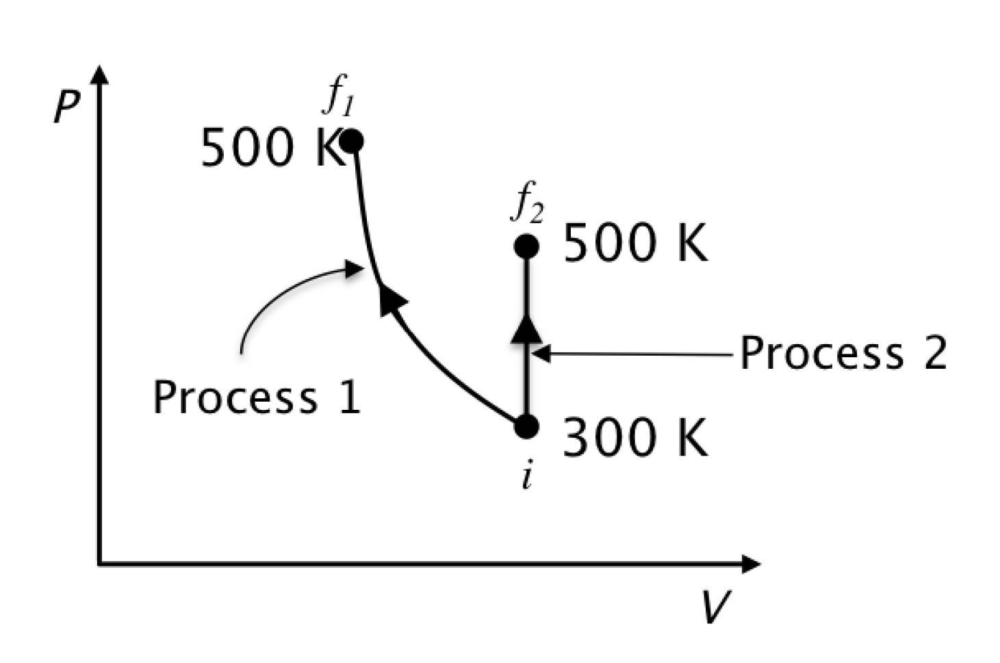 P
f₁
500 K
f₂
500 K
Process 2
Process 1
300 K
i
V